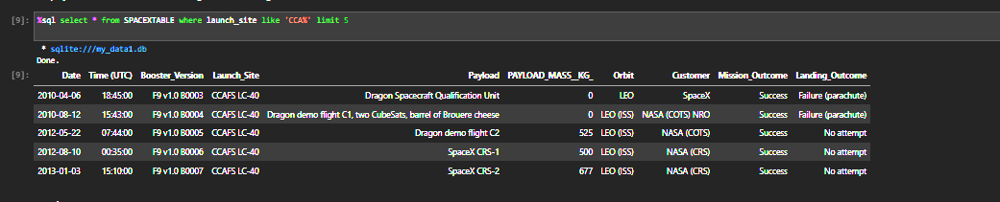 [9]: %sql select * from SPACEXTABLE where launch_site like 'CCA%' limit 5
* sqlite:///my_data1.db
Done.
[9]: Date Time (UTC) Booster_Version Launch_Site Payload PAYLOAD_MASS__KG_ Orbit Customer Mission_Outcome Landing_Outcome
2010-04-06 18:45:00 F9 v1.0 B0003 CCAFS LC-40 Dragon Spacecraft Qualification Unit 0 LEO SpaceX Success Failure (parachute)
2010-08-12 15:43:00 F9 v1.0 B0004 CCAFS LC-40 Dragon demo flight C1, two CubeSats, barrel of Brouere cheese 0 LEO (ISS) NASA (COTS) NRO Success Failure (parachute)
2012-05-22 07:44:00 F9 v1.0 B0005 CCAFS LC-40 Dragon demo flight C2 525 LEO (ISS) NASA (COTS) Success No attempt
2012-08-10 00:35:00 F9 v1.0 B0006 CCAFS LC-40 SpaceX CRS-1 500 LEO (ISS) NASA (CRS) Success No attempt
2013-01-03 15:10:00 F9 v1.0 B0007 CCAFS LC-40 SpaceX CRS-2 677 LEO (ISS) NASA (CRS) Success No attempt